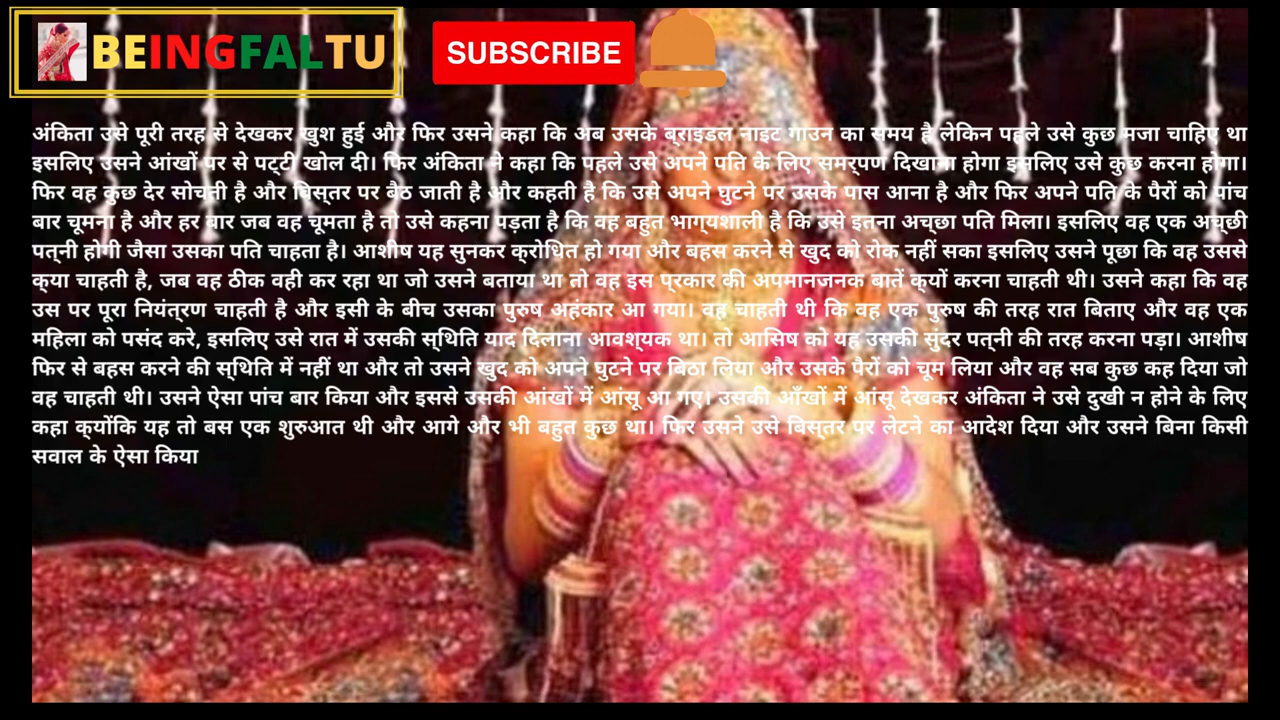 BEINGFALTU
SUBSCRIBE
अंकिता उसे पूरी तरह से देखकर खुश हुई और फिर उसने कहा कि अब उसके ब्राइडल नाइट गाउन का समय है लेकिन पहले उसे कुछ मजा चाहिए था
इसलिए उसने आंखों पर से पट्टी खोल दी। फिर अंकिता ने कहा कि पहले उसे अपने पति के लिए समर्पण दिखाना होगा इसलिए उसे कुछ करना होगा।
फिर वह कुछ देर सोचती है और बिस्तर पर बैठ जाती है और कहती है कि उसे अपने घुटने पर उसके पास आना है और फिर अपने पति के पैरों को पांच
बार चूमना है और हर बार जब वह चूमता है तो उसे कहना पड़ता है कि वह बहुत भाग्यशाली है कि उसे इतना अच्छा पति मिला। इसलिए वह एक अच्छी
पत्नी होगी जैसा उसका पति चाहता है। आशीष यह सुनकर क्रोधित हो गया और बहस करने से खुद को रोक नहीं सका इसलिए उसने पूछा कि वह उससे
क्या चाहती है, जब वह ठीक वही कर रहा था जो उसने बताया था तो वह इस प्रकार की अपमानजनक बातें क्यों करना चाहती थी। उसने कहा कि वह
उस पर पूरा नियंत्रण चाहती है और इसी के बीच उसका पुरुष अहंकार आ गया। वह चाहती थी कि वह एक पुरुष की तरह रात बिताए और वह एक
महिला को पसंद करे, इसलिए उसे रात में उसकी स्थिति याद दिलाना आवश्यक था। तो आसिष को यह उसकी सुंदर पत्नी की तरह करना पड़ा। आशीष
फिर से बहस करने की स्थिति में नहीं था और तो उसने खुद को अपने घुटने पर बिठा लिया और उसके पैरों को चूम लिया और वह सब कुछ कह दिया जो
वह चाहती थी। उसने ऐसा पांच बार किया और इससे उसकी आंखों में आंसू आ गए। उसकी आँखों में आंसू देखकर अंकिता ने उसे दुखी न होने के लिए
कहा क्योंकि यह तो बस एक शुरुआत थी और आगे और भी बहुत कुछ था। फिर उसने उसे बिस्तर पर लेटने का आदेश दिया और उसने बिना किसी
सवाल के ऐसा किया